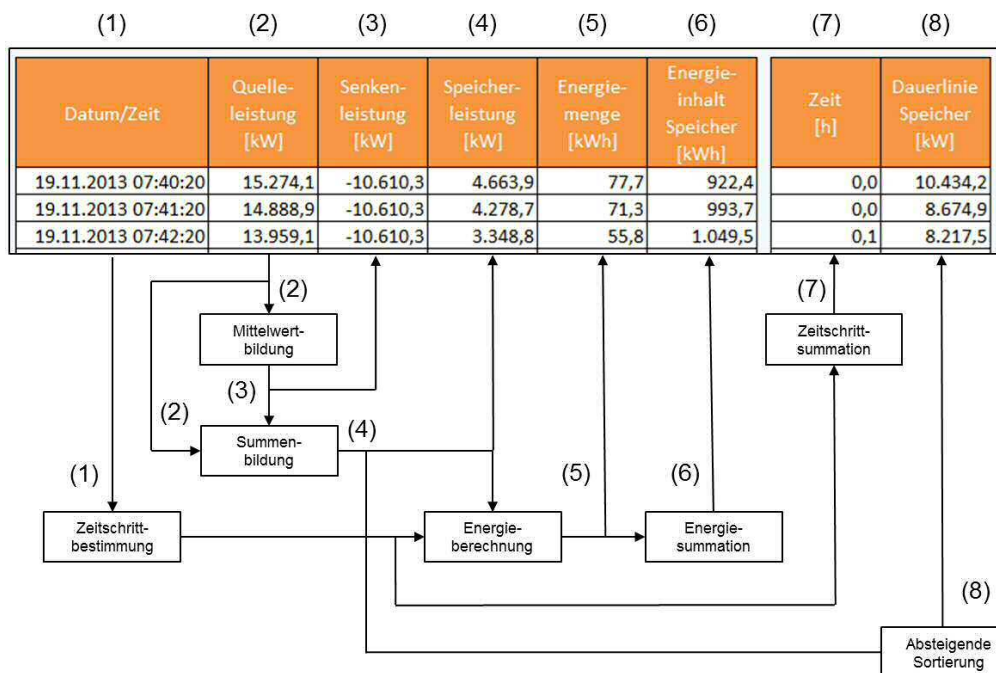 (1) (2) (3) (4) (5) (6) (7) (8)
Datum/Zeit
Quelle-
leistung
[kW]
Senken-
leistung
[kW]
Speicher-
leistung
[kW]
Energie-
menge
[kWh]
Energie-
inhalt
Speicher
[kWh]
Zeit
[h]
Dauerlinie
Speicher
[kW]
19.11.2013 07:40:20 15.274,1 -10.610,3 4.663,9 77,7 922,4 0,0 10.434,2
19.11.2013 07:41:20 14.888,9 -10.610,3 4.278,7 71,3 993,7 0,0 8.674,9
19.11.2013 07:42:20 13.959,1 -10.610,3 3.348,8 55,8 1.049,5 0,1 8.217,5
(2)
(7)
Mittelwert-
bildung
Zeitschritt-
summation
(3)
(2)
(4)
Summen-
bildung
(1)
(5)
(6)
Zeitschritt-
bestimmung
Energie-
berechnung
Energie-
summation
(8)
Absteigende
Sortierung